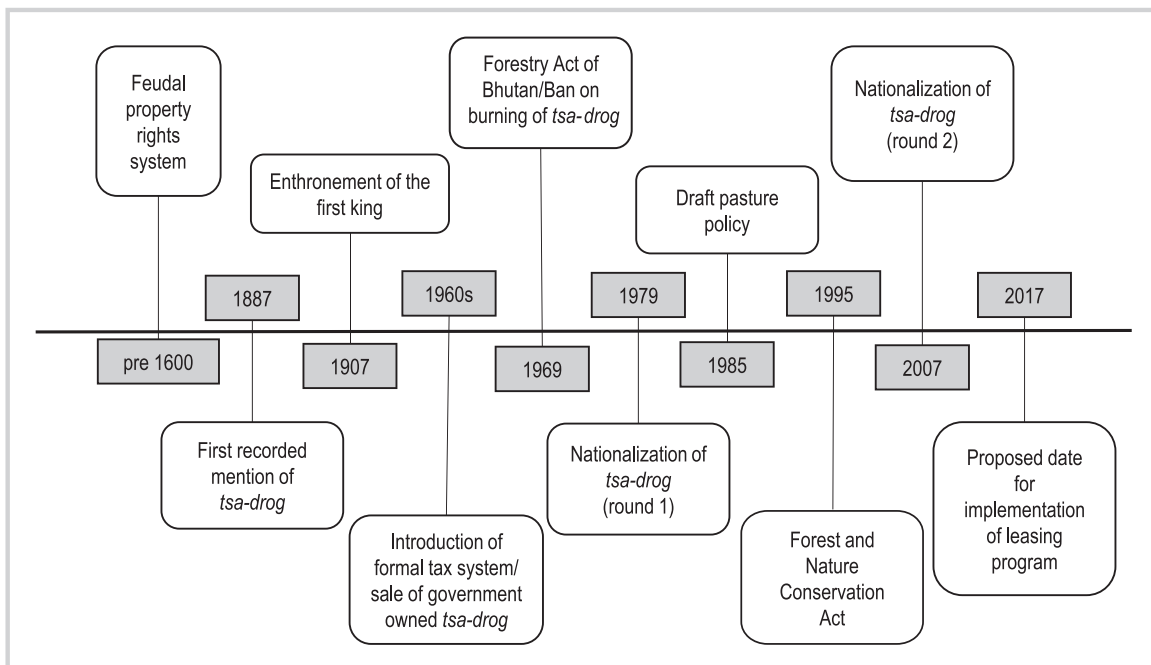 Feudal
property
rights
system
pre 1600
1887
First recorded
mention of
tsa-drog
Enthronement of the
first king
1907
1960s
Introduction of
formal tax system/
sale of government
owned tsa-drog
Forestry Act of
Bhutan/Ban on
burning of tsa-drog
1969
1979
Nationalization of
tsa-drog
(round 1)
Draft pasture
policy
1985
1995
Forest and
Nature
Conservation
Act
Nationalization of
tsa-drog
(round 2)
2007
2017
Proposed date
for
implementation
of leasing
program